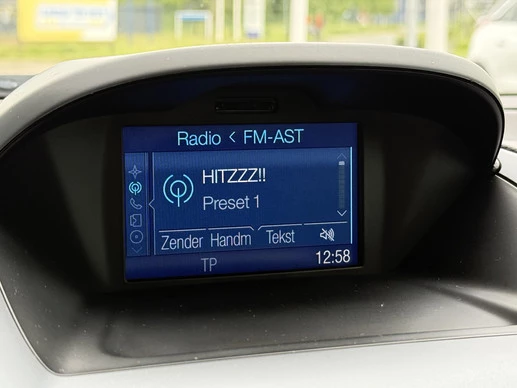 Radio < FM-AST
HITZZZ!!
Preset 1
Zender Handm Tekst
TP 12:58